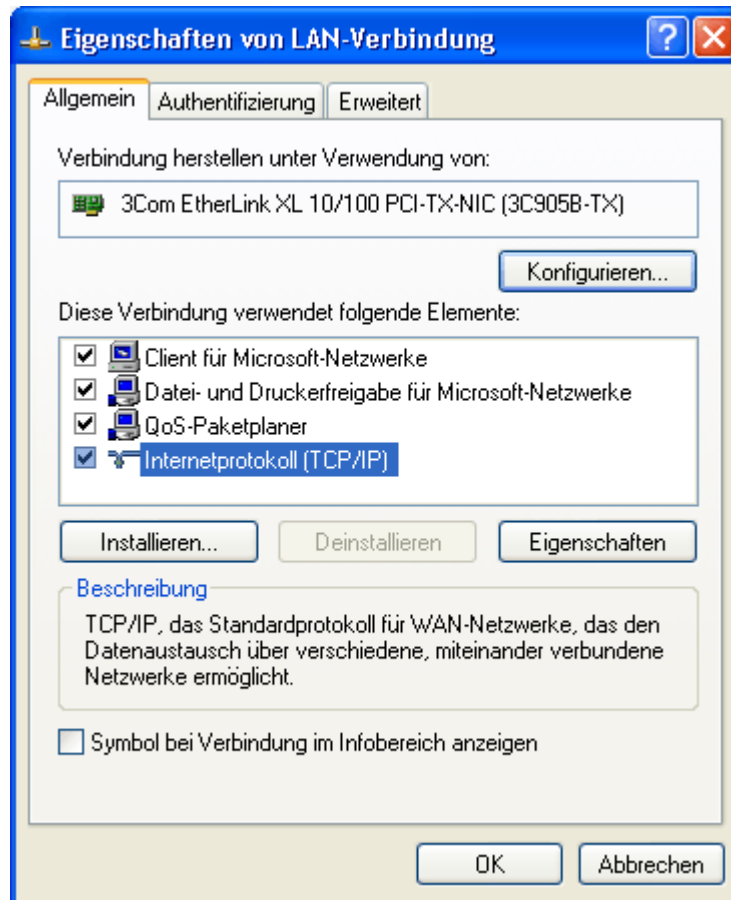 Eigenschaften von LAN-Verbindung
Allgemein Authentifizierung Erweitert
Verbindung herstellen unter Verwendung von:
3Com EtherLink XL 10/100 PCI-TX-NIC (3C905B-TX)
Konfigurieren...
Diese Verbindung verwendet folgende Elemente:
Client für Microsoft-Netzwerke
Datei- und Druckerfreigabe für Microsoft-Netzwerke
QoS-Paketplaner
Internetprotokoll (TCP/IP)
Installieren... Deinstallieren Eigenschaften
Beschreibung
TCP/IP, das Standardprotokoll für WAN-Netzwerke, das den
Datenaustausch über verschiedene, miteinander verbundene
Netzwerke ermöglicht.
Symbol bei Verbindung im Infobereich anzeigen
OK Abbrechen